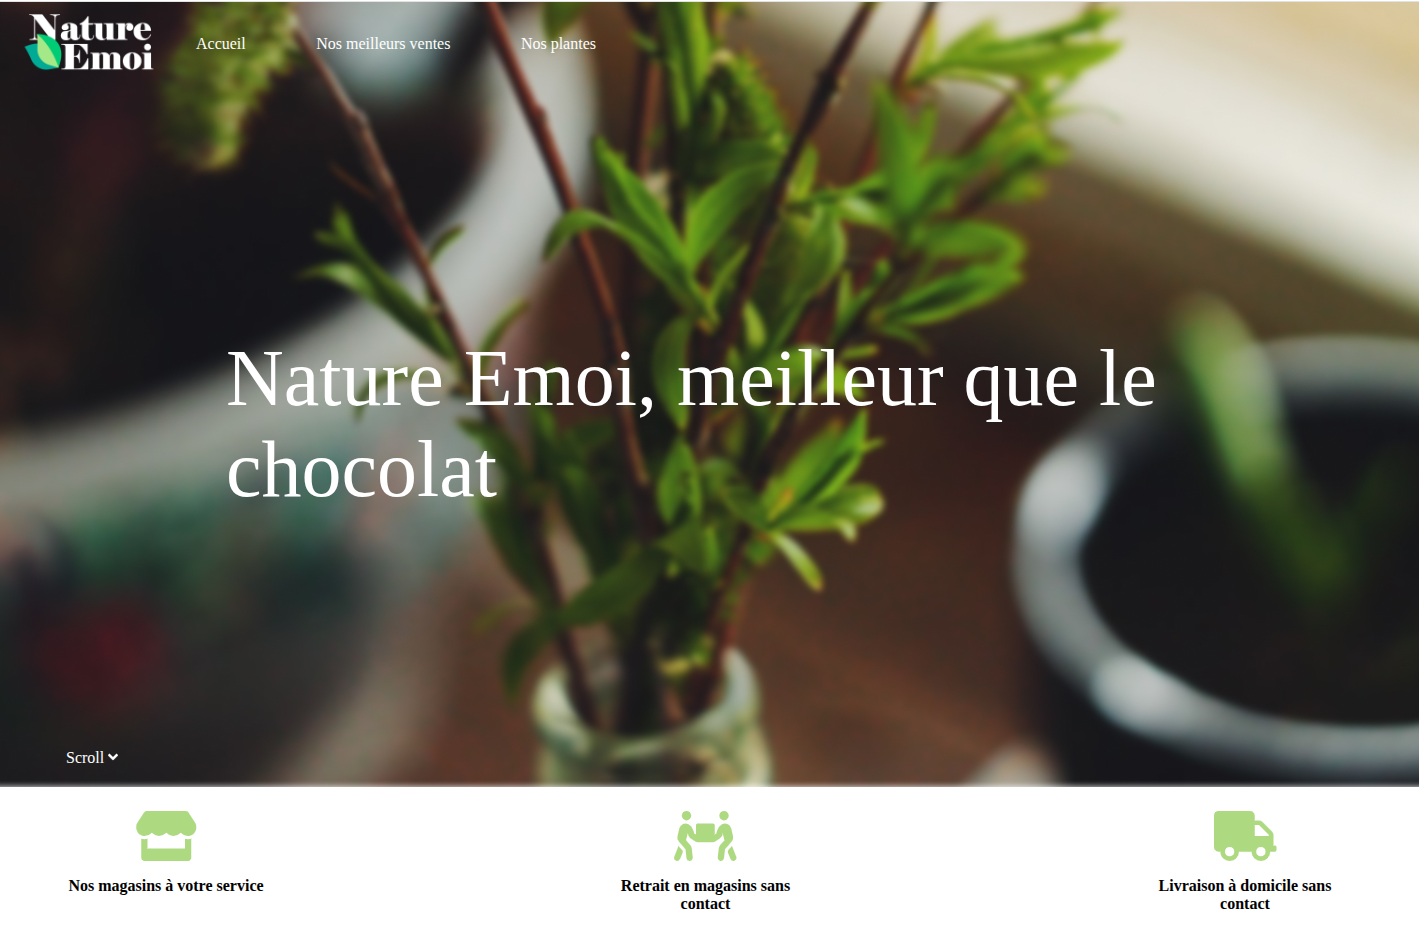 Nature
Emoi
Accueil
Nos meilleurs ventes
Nos plantes
Nature Emoi, meilleur que le
chocolat
Scroll
Nos magasins à votre service
Retrait en magasins sans
contact
Livraison à domicile sans
contact